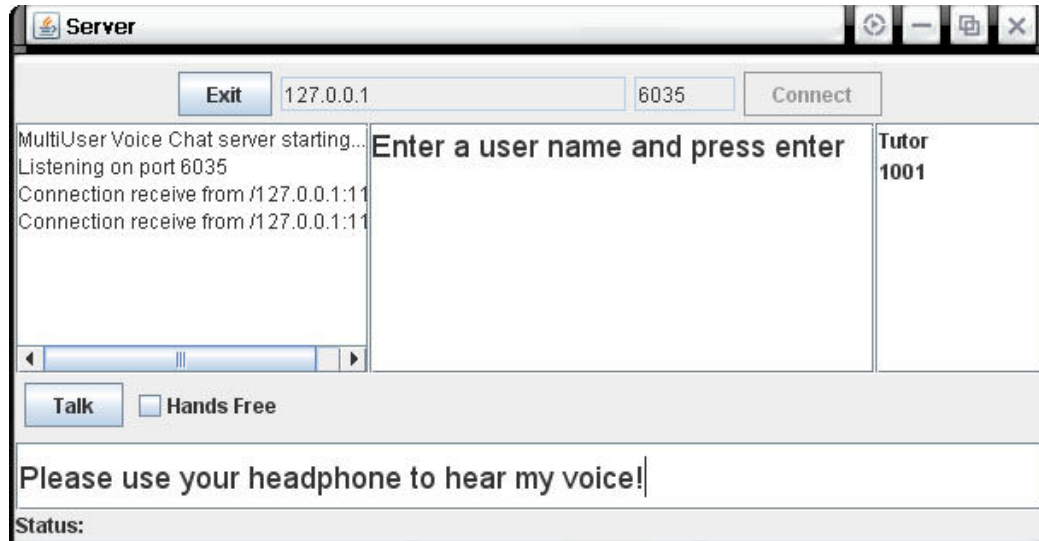 Server
Exit 127.0.0.1 6035 Connect
MultiUser Voice Chat server starting...
Listening on port 6035
Connection receive from /127.0.0.1:11
Connection receive from /127.0.0.1:11
Enter a user name and press enter
Tutor
1001
Talk Hands Free
Please use your headphone to hear my voice!
Status: